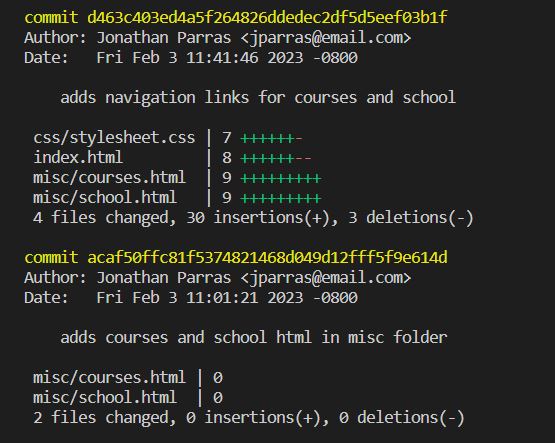 commit d463c403ed4a5f264826ddedec2df5d5eef03b1f
Author: Jonathan Parras <jparras@email.com>
Date:   Fri Feb 3 11:41:46 2023 -0800
adds navigation links for courses and school
css/stylesheet.css | 7 ++++++-
index.html         | 8 ++++++--
misc/courses.html  | 9 +++++++++
misc/school.html   | 9 +++++++++
4 files changed, 30 insertions(+), 3 deletions(-)
commit acaf50ffc81f5374821468d049d12fff5f9e614d
Author: Jonathan Parras <jparras@email.com>
Date:   Fri Feb 3 11:01:21 2023 -0800
adds courses and school html in misc folder
misc/courses.html | 0
misc/school.html  | 0
2 files changed, 0 insertions(+), 0 deletions(-)